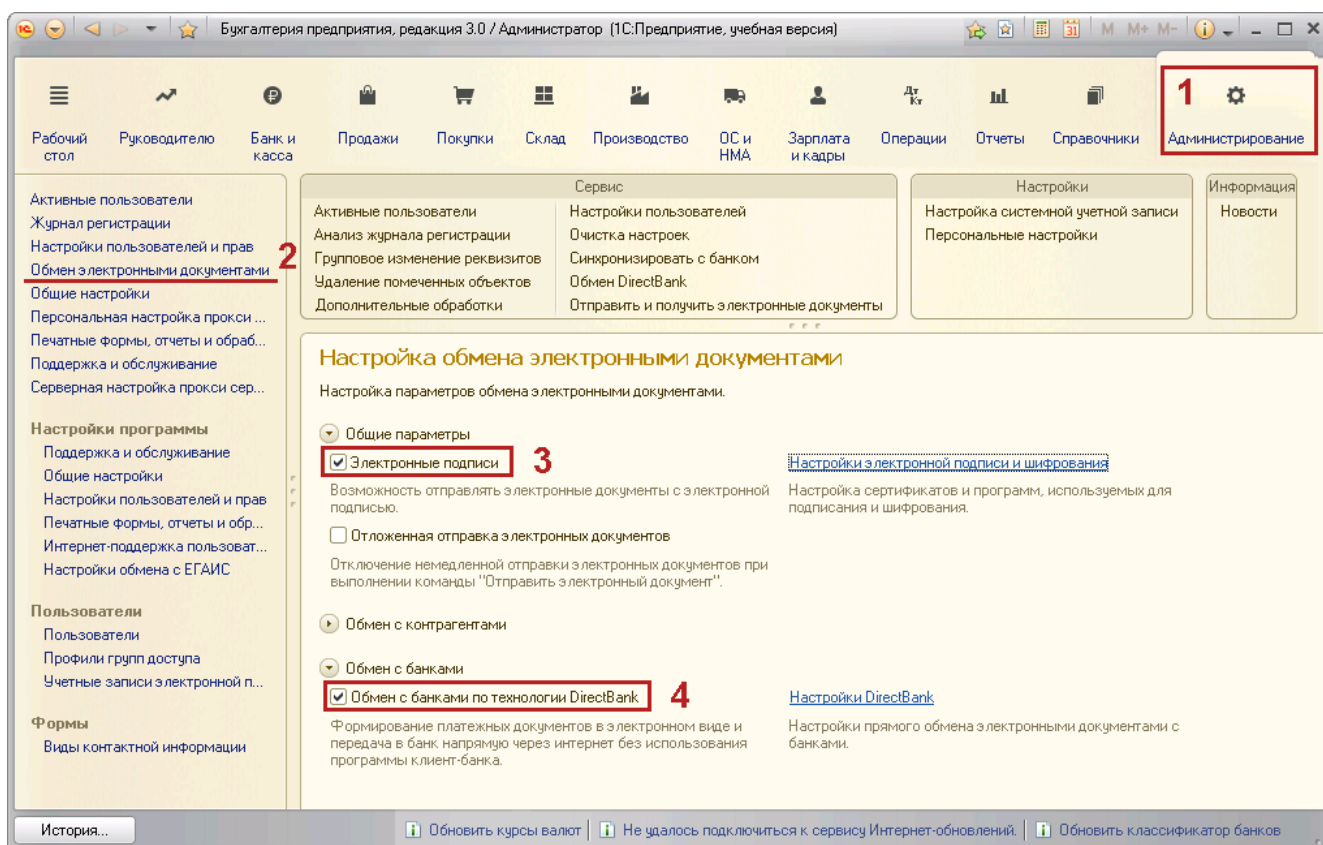 Бухгалтерия предприятия, редакция 3.0 / Администратор (1С:Предприятие, учебная версия)
M M+ M-
31
1
Рабочий стол
Руководителю
Банк и касса
Продажи
Покупки
Склад
Производство
ОС и НМА
Зарплата и кадры
Дт Кт
Операции
Отчеты
Справочники
Администрирование
Активные пользователи
Журнал регистрации
Настройки пользователей и прав
Обмен электронными документами
2
Общие настройки
Персональная настройка прокси ...
Печатные формы, отчеты и обраб...
Поддержка и обслуживание
Серверная настройка прокси сер...
Настройки программы
Поддержка и обслуживание
Общие настройки
Настройки пользователей и прав
Печатные формы, отчеты и обр...
Интернет-поддержка пользоват...
Настройки обмена с ЕГАИС
Пользователи
Пользователи
Профили групп доступа
Учетные записи электронной п...
Формы
Виды контактной информации
Сервис
Активные пользователи
Анализ журнала регистрации
Групповое изменение реквизитов
Удаление помеченных объектов
Дополнительные обработки
Настройки пользователей
Очистка настроек
Синхронизировать с банком
Обмен DirectBank
Отправить и получить электронные документы
Настройки
Настройка системной учетной записи
Персональные настройки
Информация
Новости
Настройка обмена электронными документами
Настройка параметров обмена электронными документами.
Общие параметры
Электронные подписи
3
Возможность отправлять электронные документы с электронной
подписью.
Настройки электронной подписи и шифрования
Настройка сертификатов и программ, используемых для
подписания и шифрования.
Отложенная отправка электронных документов
Отключение немедленной отправки электронных документов при
выполнении команды "Отправить электронный документ".
Обмен с контрагентами
Обмен с банками
Обмен с банками по технологии DirectBank
4
Формирование платежных документов в электронном виде и
передача в банк напрямую через интернет без использования
программы клиент-банка.
Настройки DirectBank
Настройки прямого обмена электронными документами с
банками.
История...
Обновить курсы валют
Не удалось подключиться к сервису Интернет-обновлений.
Обновить классификатор банков